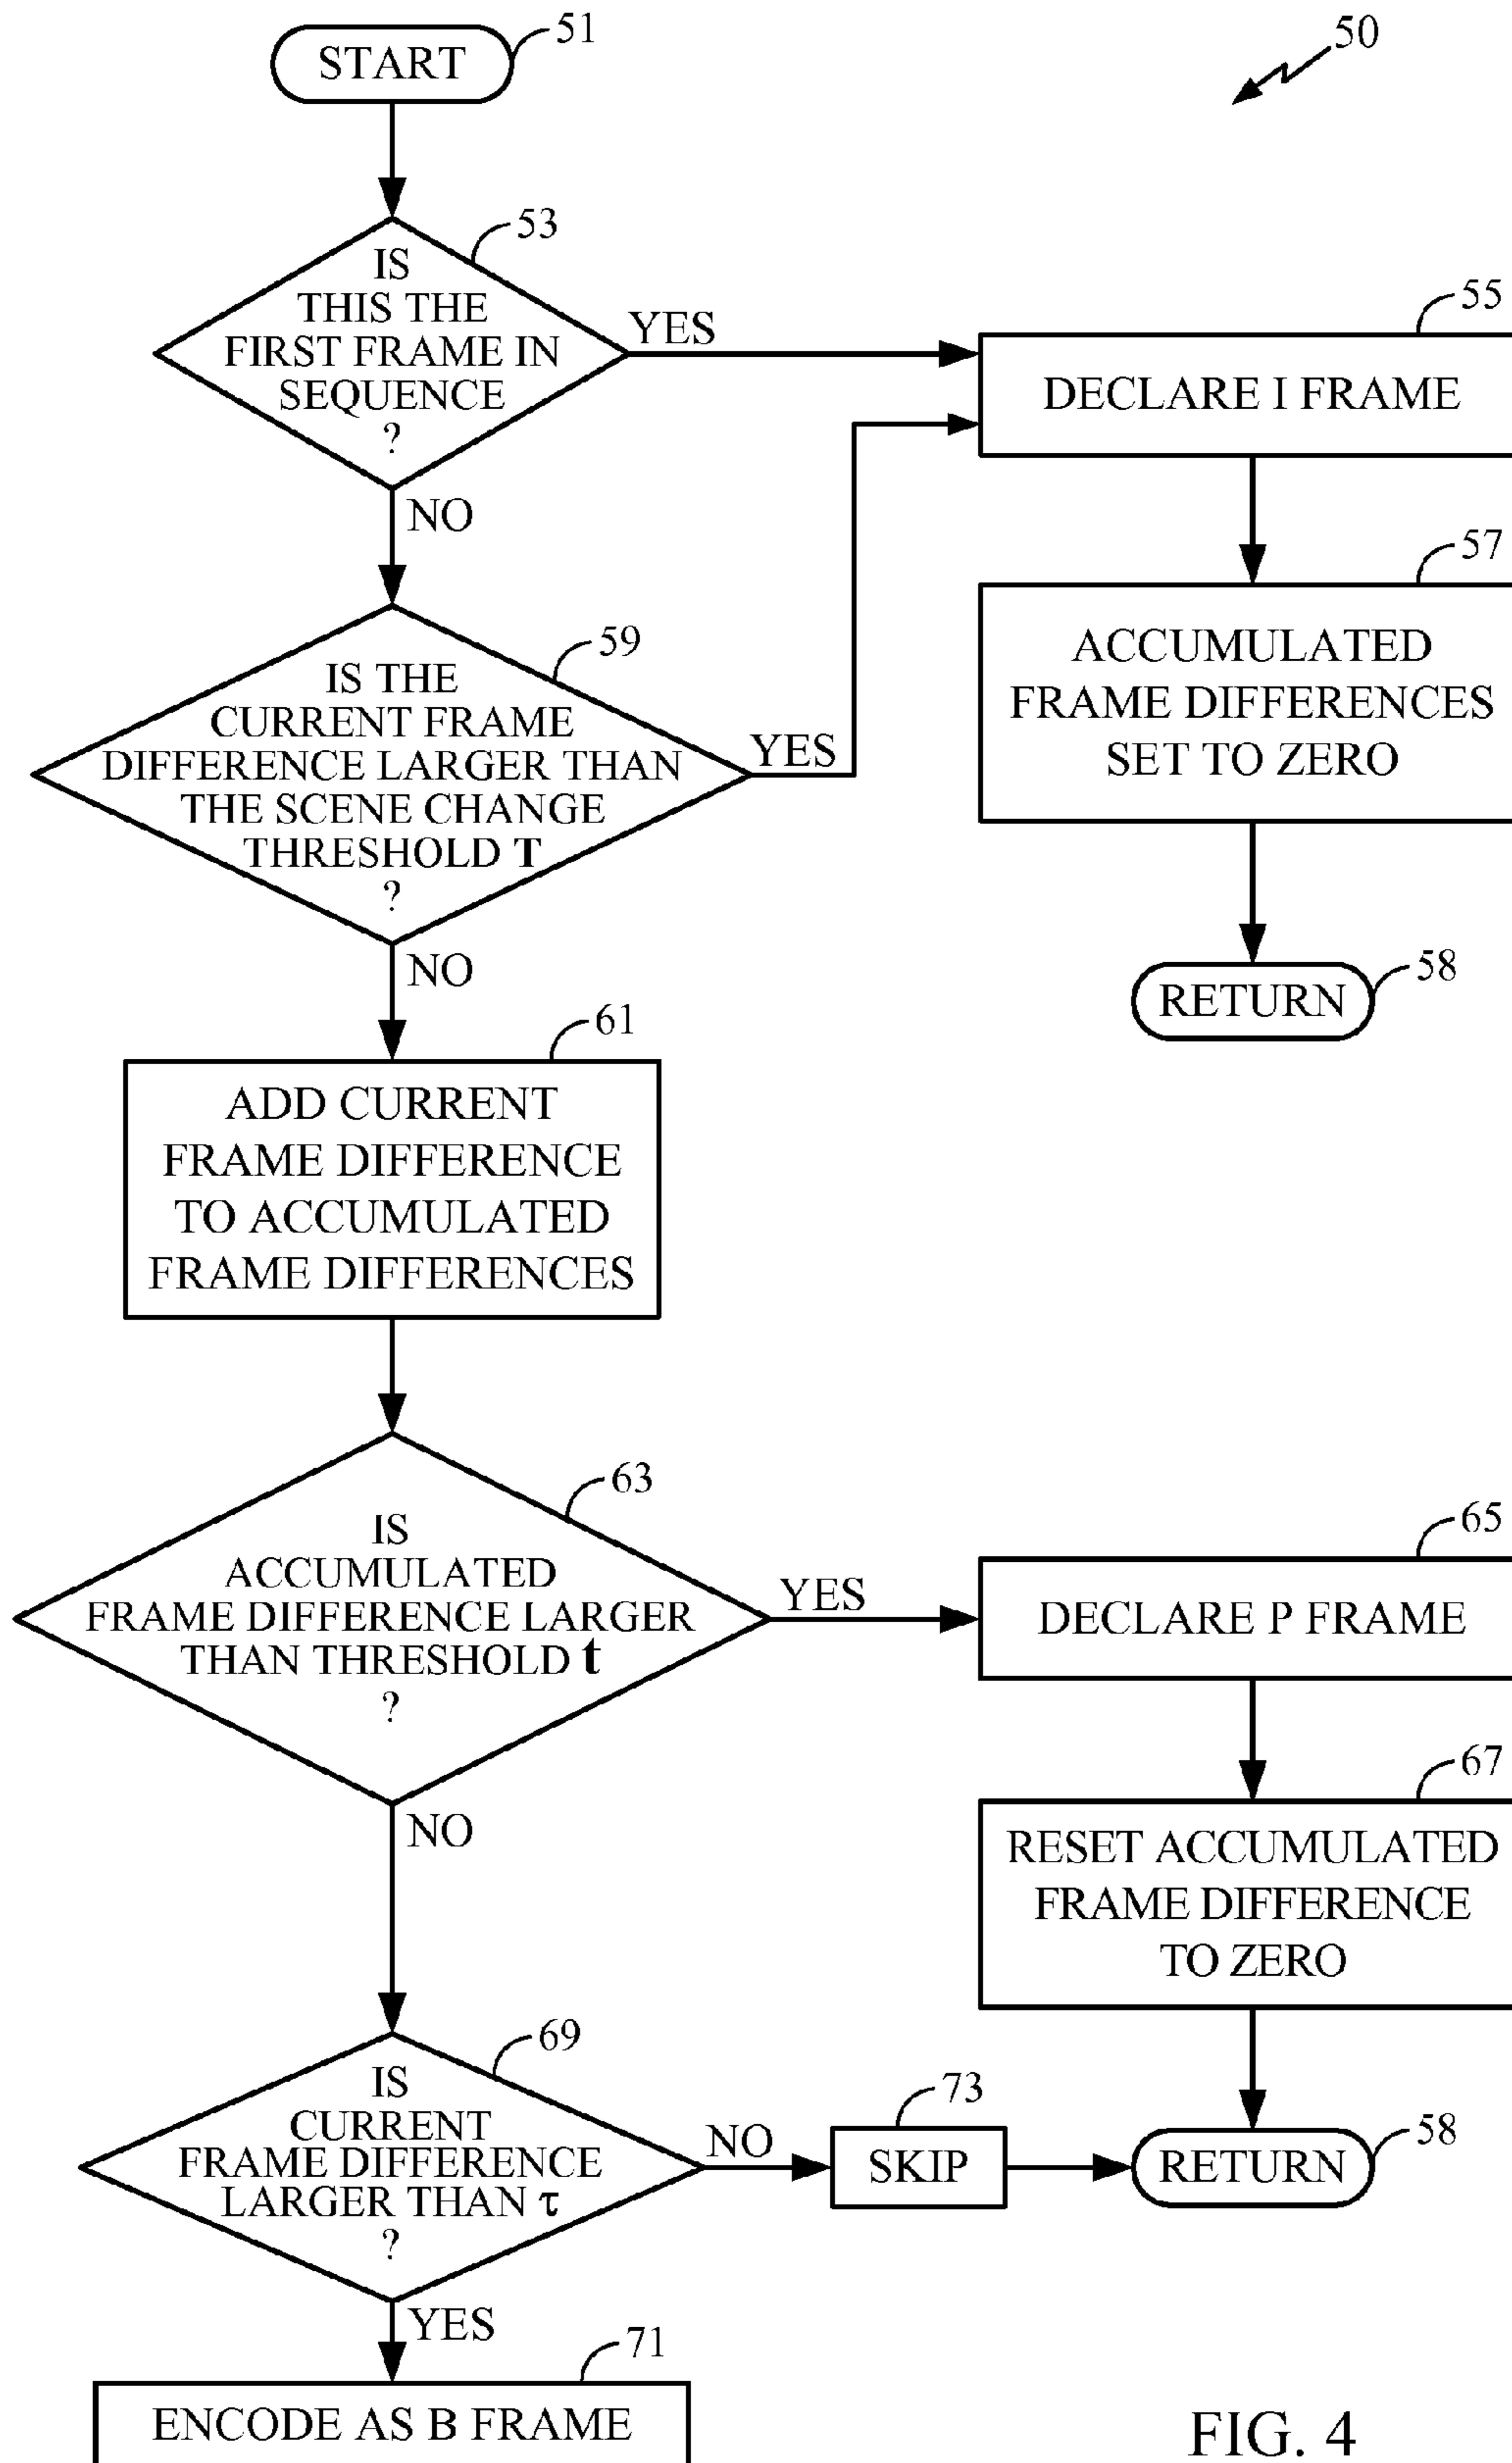 START
51
50
53
IS
THIS THE
FIRST FRAME IN
SEQUENCE
?
YES
NO
55
DECLARE I FRAME
57
ACCUMULATED
FRAME DIFFERENCES
SET TO ZERO
58
RETURN
59
IS THE
CURRENT FRAME
DIFFERENCE LARGER THAN
THE SCENE CHANGE
THRESHOLD T
?
YES
NO
61
ADD CURRENT
FRAME DIFFERENCE
TO ACCUMULATED
FRAME DIFFERENCES
63
IS
ACCUMULATED
FRAME DIFFERENCE LARGER
THAN THRESHOLD t
?
YES
NO
65
DECLARE P FRAME
67
RESET ACCUMULATED
FRAME DIFFERENCE
TO ZERO
69
IS
CURRENT
FRAME DIFFERENCE
LARGER THAN τ
?
NO
73
SKIP
58
RETURN
YES
71
ENCODE AS B FRAME
FIG. 4